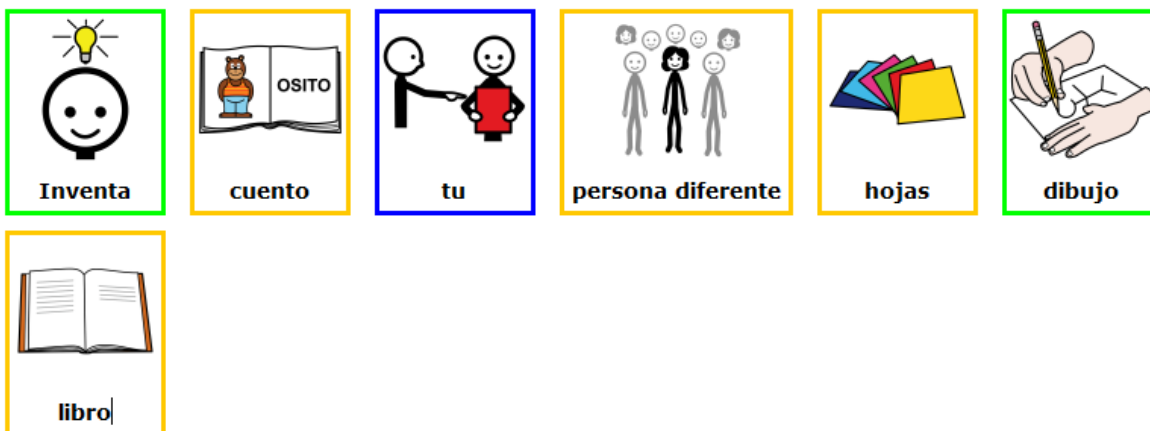 OSITO
Inventa
cuento
tu
persona diferente
hojas
dibujo
libro